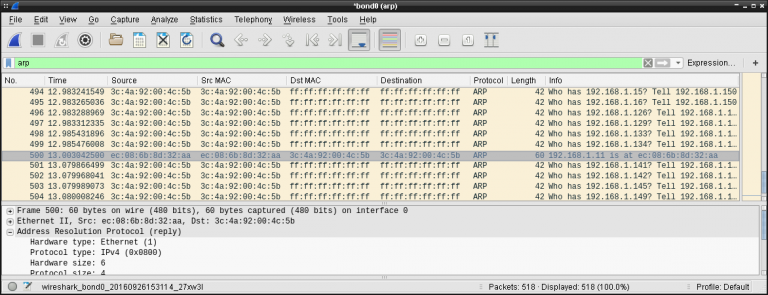 *bond0 (arp)
File Edit View Go Capture Analyze Statistics Telephony Wireless Tools Help
arp Expression… +
No. Time Source Src MAC Dst MAC Destination Protocol Length Info
494 12.983241549 3c:4a:92:00:4c:5b 3c:4a:92:00:4c:5b ff:ff:ff:ff:ff:ff ff:ff:ff:ff:ff:ff ARP 42 Who has 192.168.1.15? Tell 192.168.1.150
495 12.983265036 3c:4a:92:00:4c:5b 3c:4a:92:00:4c:5b ff:ff:ff:ff:ff:ff ff:ff:ff:ff:ff:ff ARP 42 Who has 192.168.1.16? Tell 192.168.1.150
496 12.983288969 3c:4a:92:00:4c:5b 3c:4a:92:00:4c:5b ff:ff:ff:ff:ff:ff ff:ff:ff:ff:ff:ff ARP 42 Who has 192.168.1.126? Tell 192.168.1.1…
497 12.983312335 3c:4a:92:00:4c:5b 3c:4a:92:00:4c:5b ff:ff:ff:ff:ff:ff ff:ff:ff:ff:ff:ff ARP 42 Who has 192.168.1.129? Tell 192.168.1.1…
498 12.985431896 3c:4a:92:00:4c:5b 3c:4a:92:00:4c:5b ff:ff:ff:ff:ff:ff ff:ff:ff:ff:ff:ff ARP 42 Who has 192.168.1.133? Tell 192.168.1.1…
499 12.985476008 3c:4a:92:00:4c:5b 3c:4a:92:00:4c:5b ff:ff:ff:ff:ff:ff ff:ff:ff:ff:ff:ff ARP 42 Who has 192.168.1.134? Tell 192.168.1.1…
500 13.003042500 ec:08:6b:8d:32:aa ec:08:6b:8d:32:aa 3c:4a:92:00:4c:5b 3c:4a:92:00:4c:5b ARP 60 192.168.1.11 is at ec:08:6b:8d:32:aa
501 13.079866499 3c:4a:92:00:4c:5b 3c:4a:92:00:4c:5b ff:ff:ff:ff:ff:ff ff:ff:ff:ff:ff:ff ARP 42 Who has 192.168.1.141? Tell 192.168.1.1…
502 13.079968041 3c:4a:92:00:4c:5b 3c:4a:92:00:4c:5b ff:ff:ff:ff:ff:ff ff:ff:ff:ff:ff:ff ARP 42 Who has 192.168.1.142? Tell 192.168.1.1…
503 13.079989073 3c:4a:92:00:4c:5b 3c:4a:92:00:4c:5b ff:ff:ff:ff:ff:ff ff:ff:ff:ff:ff:ff ARP 42 Who has 192.168.1.145? Tell 192.168.1.1…
504 13.080008246 3c:4a:92:00:4c:5b 3c:4a:92:00:4c:5b ff:ff:ff:ff:ff:ff ff:ff:ff:ff:ff:ff ARP 42 Who has 192.168.1.149? Tell 192.168.1.1…
Frame 500: 60 bytes on wire (480 bits), 60 bytes captured (480 bits) on interface 0
Ethernet II, Src: ec:08:6b:8d:32:aa, Dst: 3c:4a:92:00:4c:5b
Address Resolution Protocol (reply)
Hardware type: Ethernet (1)
Protocol type: IPv4 (0x0800)
Hardware size: 6
Protocol size: 4
wireshark_bond0_20160926153114_27xw3l Packets: 518 · Displayed: 518 (100.0%) Profile: Default